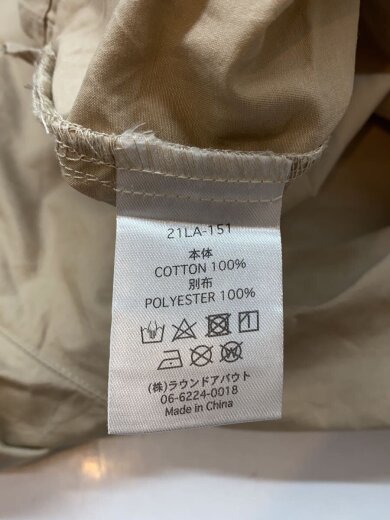 21LA-151
本体
COTTON 100%
別布
POLYESTER 100%
(株)ラウンドアバウト
06-6224-0018
Made in China